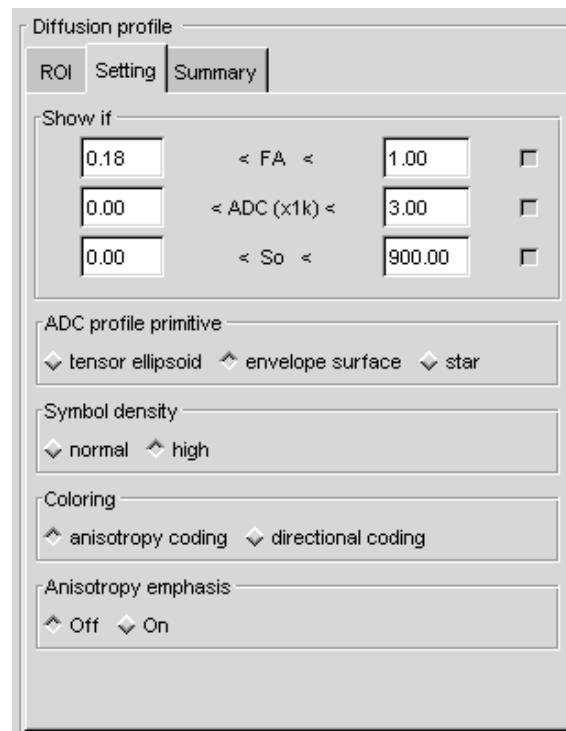 Diffusion profile
ROI Setting Summary
Show if
0.18 < FA < 1.00
0.00 < ADC (x1k) < 3.00
0.00 < So < 900.00
ADC profile primitive
tensor ellipsoid envelope surface star
Symbol density
normal high
Coloring
anisotropy coding directional coding
Anisotropy emphasis
Off On